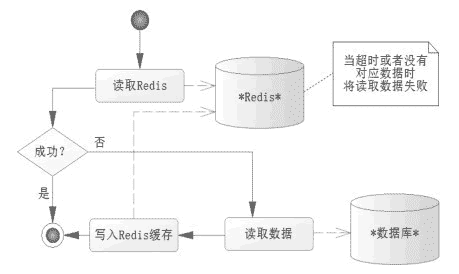 读取Redis
*Redis*
当超时或者没有
对应数据时
将读取数据失败
成功?
否
是
写入Redis缓存
读取数据
*数据库*